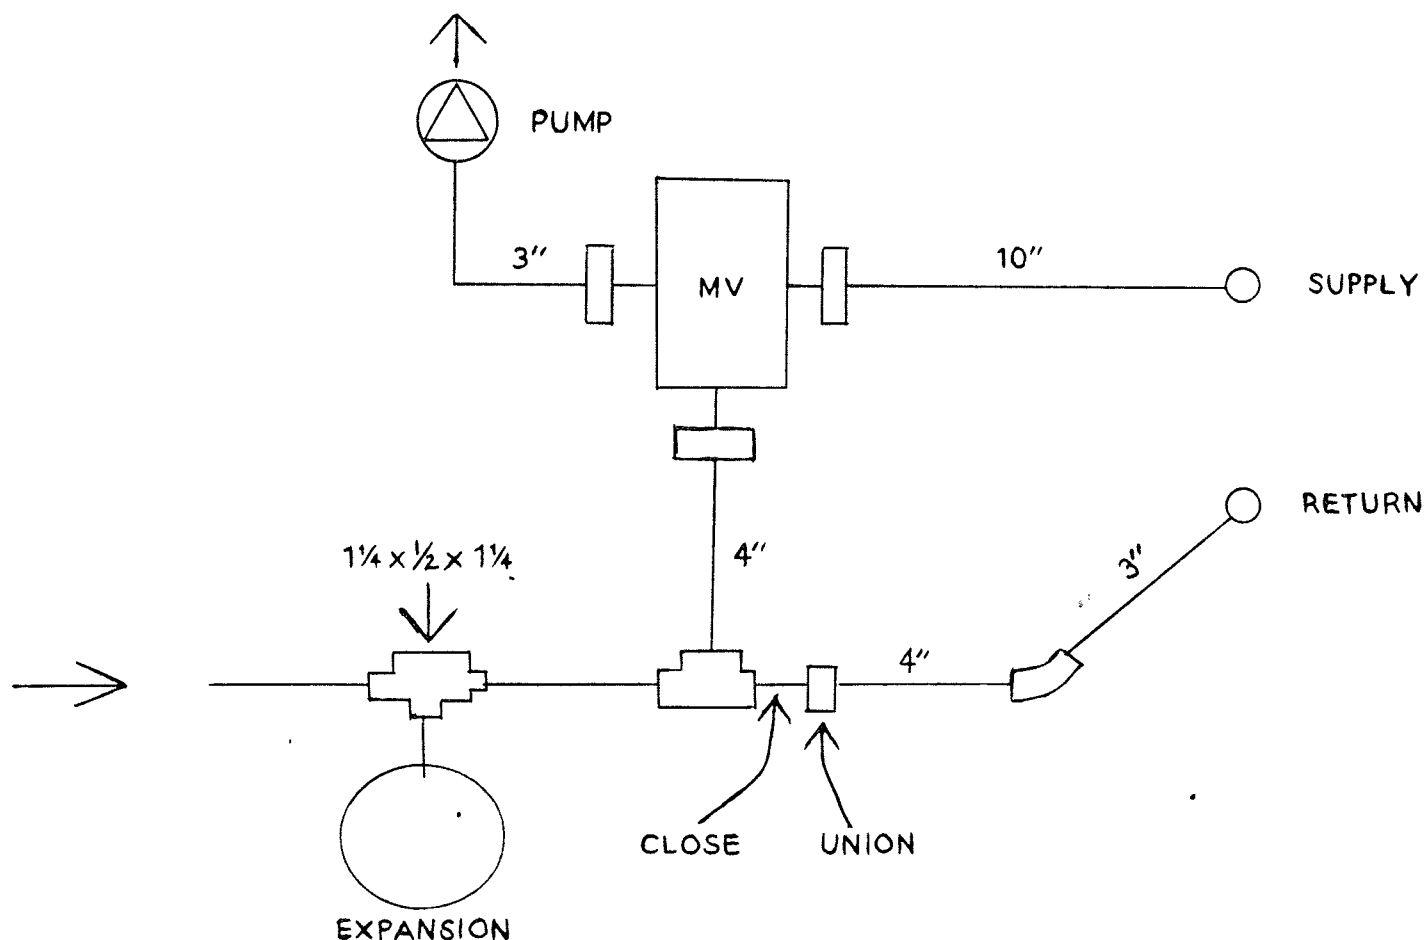 PUMP
3"
MV
10"
SUPPLY
RETURN
1¼ x ½ x 1¼
4"
3"
4"
CLOSE
UNION
EXPANSION